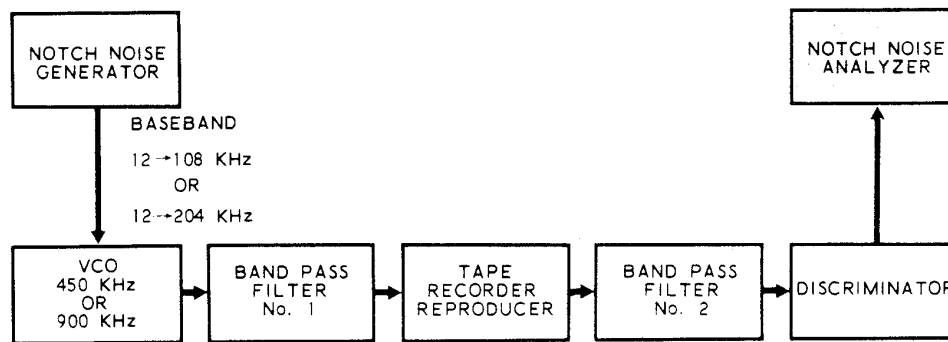 NOTCH NOISE
GENERATOR
NOTCH NOISE
ANALYZER
BASEBAND
12→108 KHz
OR
12→204 KHz
VCO
450 KHz
OR
900 KHz
BAND PASS
FILTER
No. 1
TAPE
RECORDER
REPRODUCER
BAND PASS
FILTER
No. 2
DISCRIMINATOR